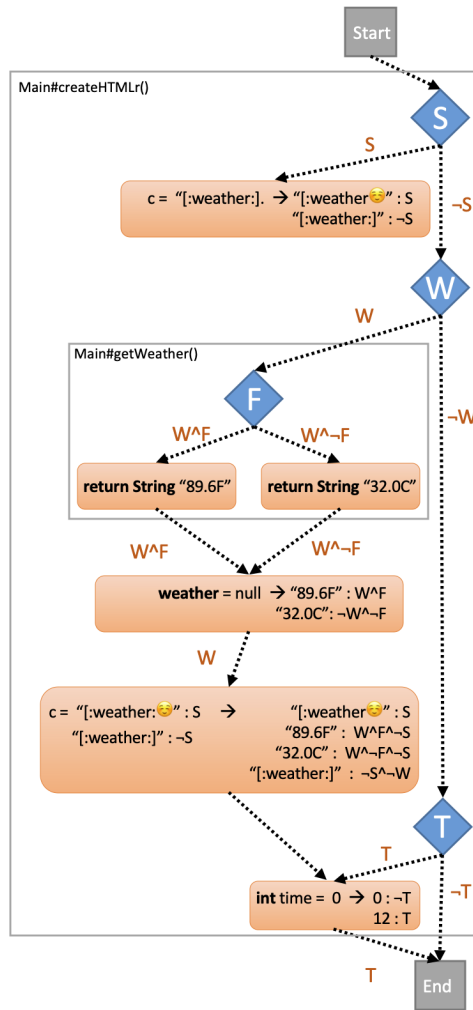 Start
Main#createHTMLr()
S
S
c = “[:weather:]. → “[:weather☺️” : S
“[:weather:]” : ¬S
¬S
W
W
Main#getWeather()
F
¬W
W^F
W^¬F
return String “89.6F”
return String “32.0C”
W^F
W^¬F
weather = null → “89.6F” : W^F
“32.0C”: ¬W^¬F
W
c = “[:weather:☺️” : S → “[:weather☺️” : S
“[:weather:]” : ¬S
“89.6F” : W^F^¬S
“32.0C” : W^¬F^¬S
“[:weather:]” : ¬S^¬W
T
T
int time = 0 → 0 : ¬T
12 : T
¬T
T
End